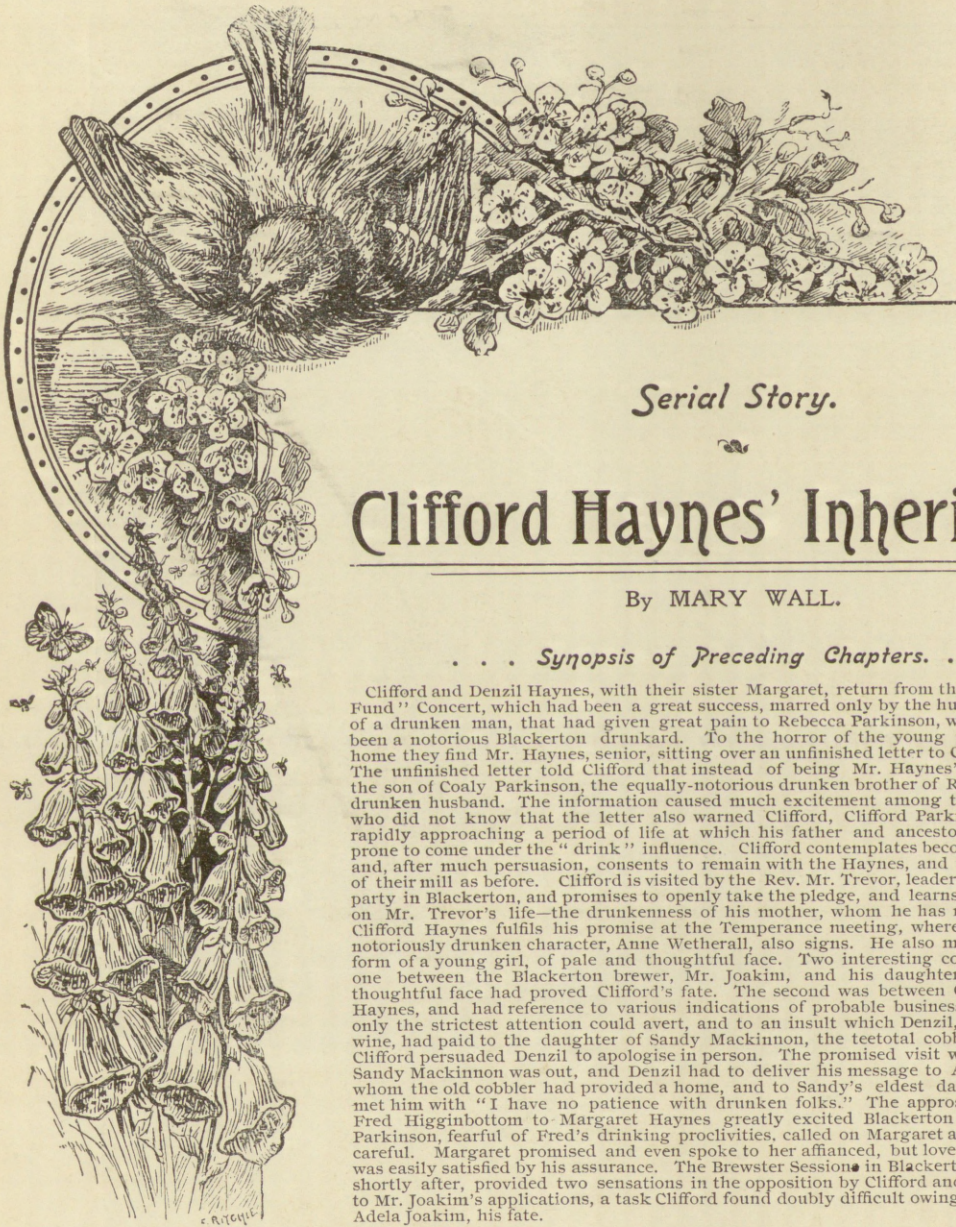 Serial Story.
Clifford Haynes' Inheri
By MARY WALL.
. . . Synopsis of Preceding Chapters. .
Clifford and Denzil Haynes, with their sister Margaret, return from th
Fund" Concert, which had been a great success, marred only by the hu
of a drunken man, that had given great pain to Rebecca Parkinson, w
been a notorious Blackerton drunkard. To the horror of the young
home they find Mr. Haynes, senior, sitting over an unfinished letter to C
The unfinished letter told Clifford that instead of being Mr. Haynes'
the son of Coaly Parkinson, the equally-notorious drunken brother of R
drunken husband. The information caused much excitement among t
who did not know that the letter also warned Clifford, Clifford Park
rapidly approaching a period of life at which his father and ancesto
prone to come under the "drink" influence. Clifford contemplates beco
and, after much persuasion, consents to remain with the Haynes, and
of their mill as before. Clifford is visited by the Rev. Mr. Trevor, leader
party in Blackerton, and promises to openly take the pledge, and learns
on Mr. Trevor's life—the drunkenness of his mother, whom he has
Clifford Haynes fulfils his promise at the Temperance meeting, where
notoriously drunken character, Anne Wetherall, also signs. He also m
form of a young girl, of pale and thoughtful face. Two interesting co
one between the Blackerton brewer, Mr. Joakim, and his daughter
thoughtful face had proved Clifford's fate. The second was between
Haynes, and had reference to various indications of probable busines
only the strictest attention could avert, and to an insult which Denzil,
wine, had paid to the daughter of Sandy Mackinnon, the teetotal cobb
Clifford persuaded Denzil to apologise in person. The promised visit w
Sandy Mackinnon was out, and Denzil had to deliver his message to A
whom the old cobbler had provided a home, and to Sandy's eldest da
met him with "I have no patience with drunken folks." The appro
Fred Higginbottom to Margaret Haynes greatly excited Blackerton
Parkinson, fearful of Fred's drinking proclivities, called on Margaret a
careful. Margaret promised and even spoke to her affianced, but love
was easily satisfied by his assurance. The Brewster Sessions in Blackert
shortly after, provided two sensations in the opposition by Clifford and
to Mr. Joakim's applications, a task Clifford found doubly difficult owing
Adela Joakim, his fate.